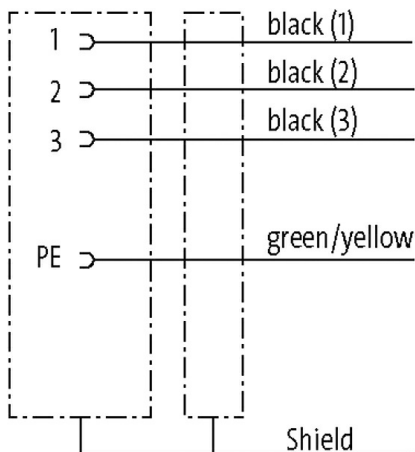 1 black (1)
2 black (2)
3 black (3)
PE green/yellow
Shield